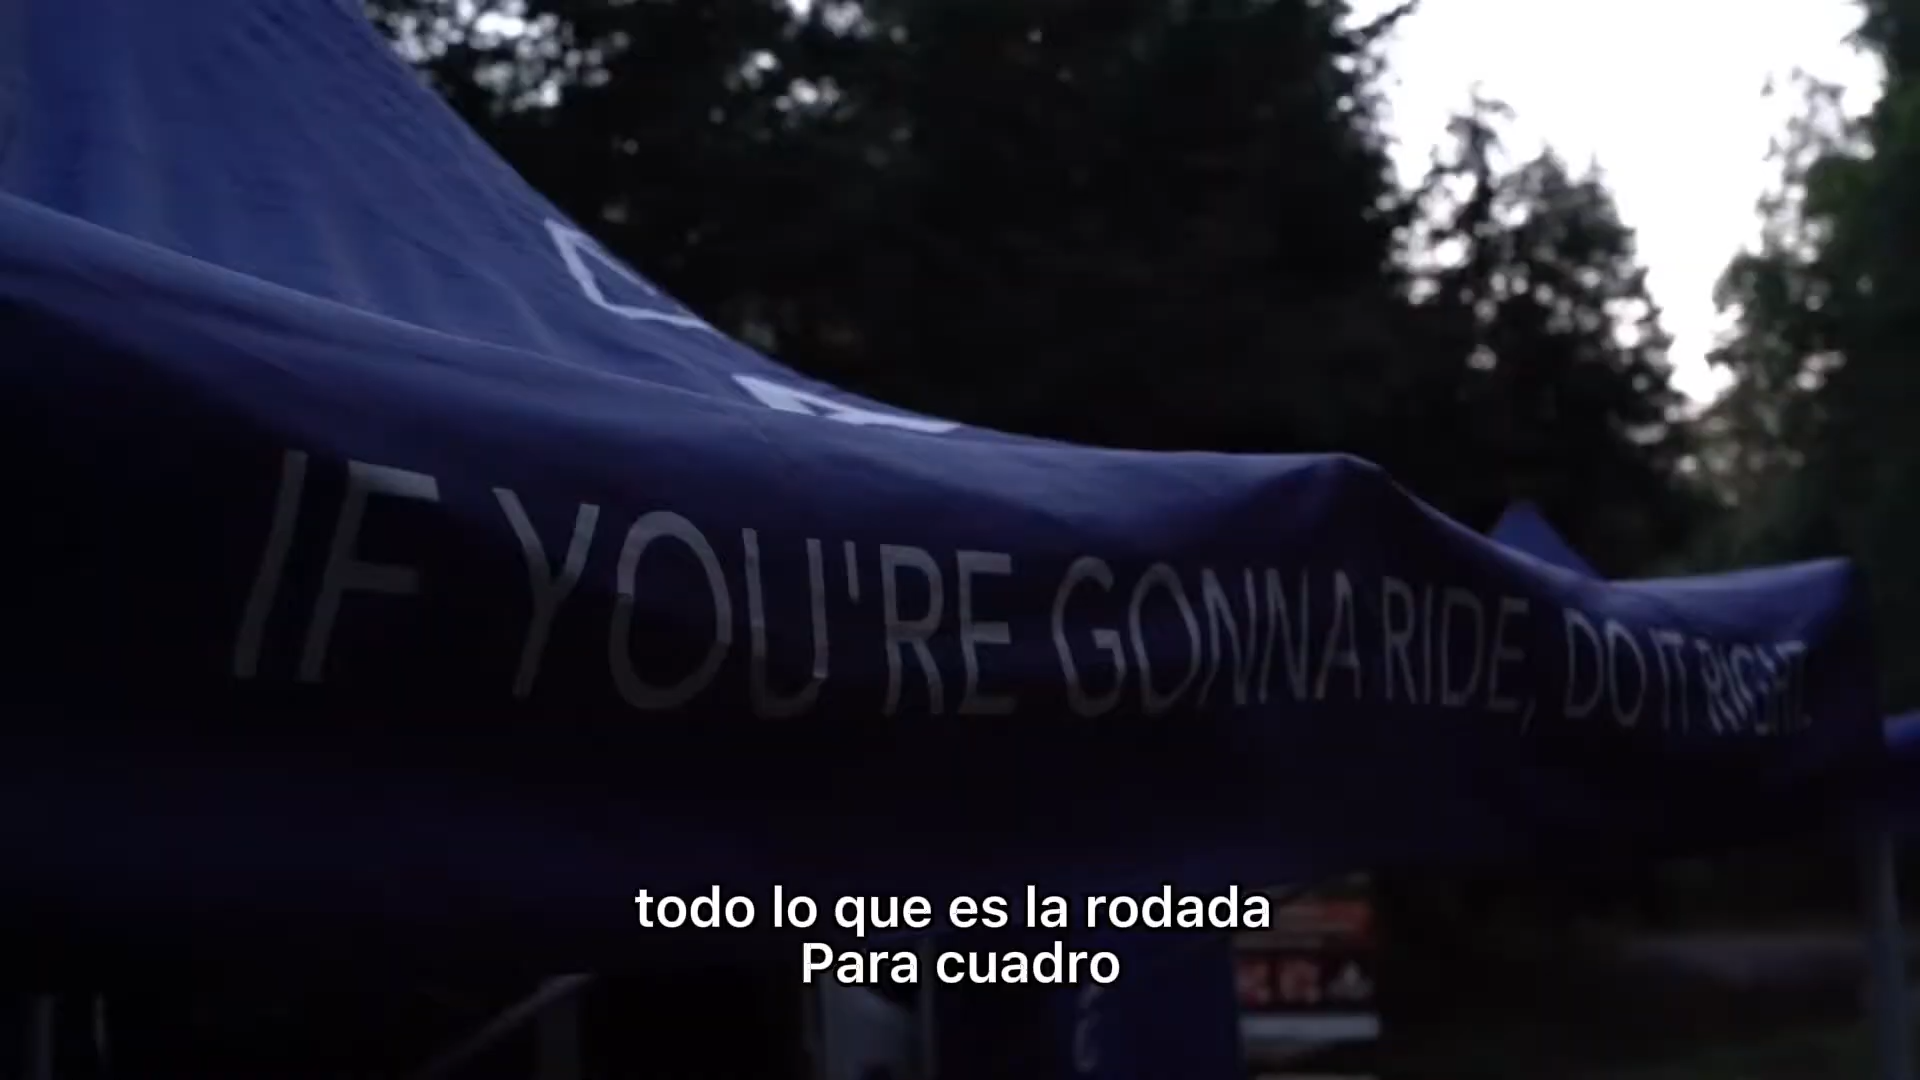 IF YOU'RE GONNA RIDE, DO IT RIGHT.
todo lo que es la rodada
Para cuadro